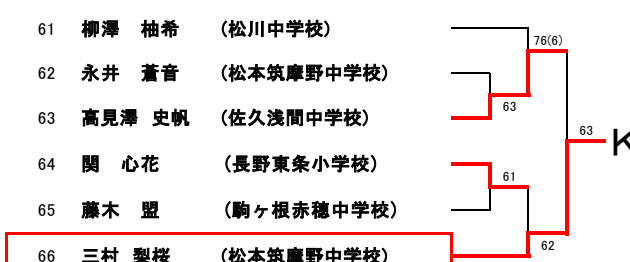 61 柳澤 柚希 (松川中学校)
76(6)
62 永井 蒼音 (松本筑摩野中学校)
63
63 高見澤 史帆 (佐久浅間中学校)
63
K
64 関 心花 (長野東条小学校)
61
65 藤木 盟 (駒ヶ根赤穂中学校)
62
66 三村 梨桜 (松本筑摩野中学校)